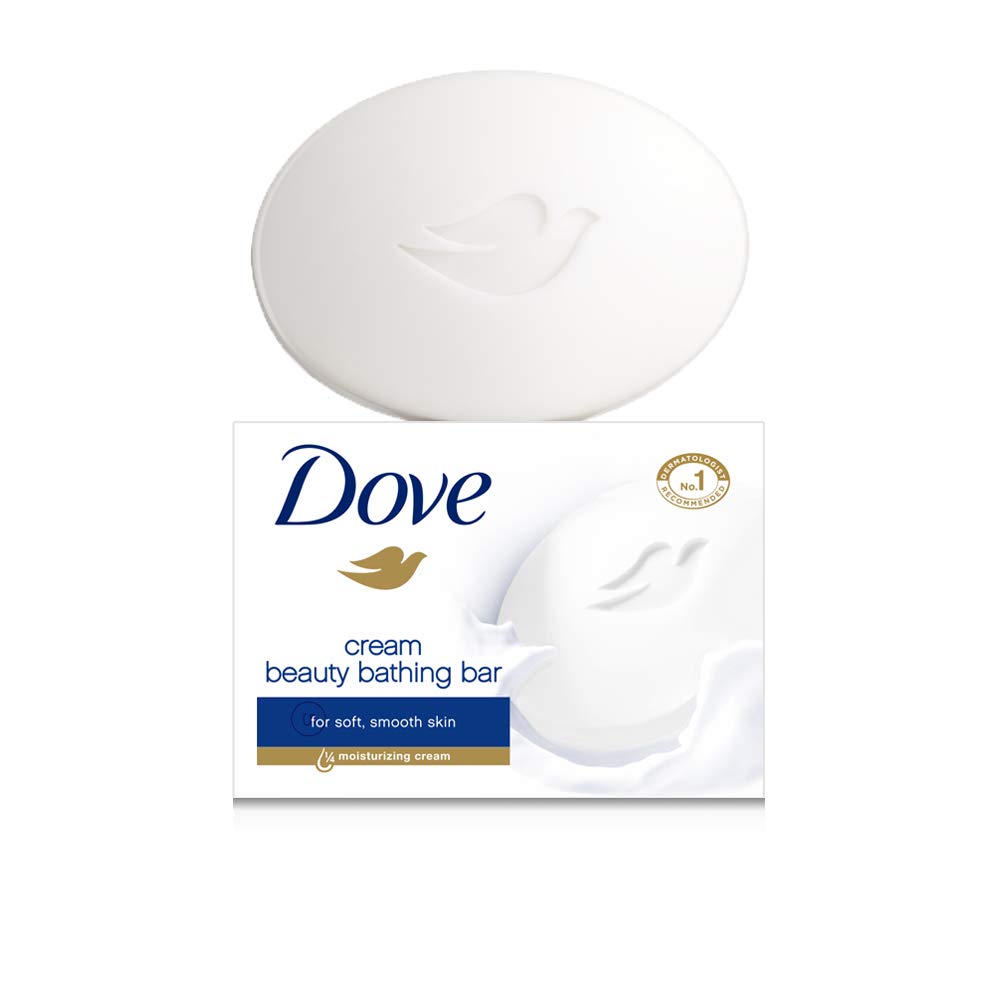 Dove
DERMATOLOGIST
No.1
RECOMMENDED
cream
beauty bathing bar
for soft, smooth skin
¼ moisturizing cream